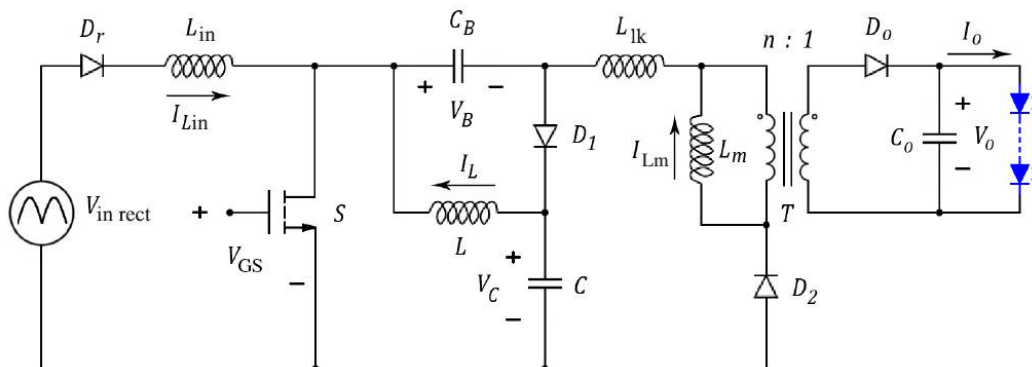 D_r
L_in
I_Lin
C_B
+ V_B −
L_lk
n : 1
D_o
I_o
D_1
I_Lm
L_m
C_o
+
V_o
−
I_L
L
V_in rect
+
V_GS
−
S
+
V_C
−
C
T
D_2